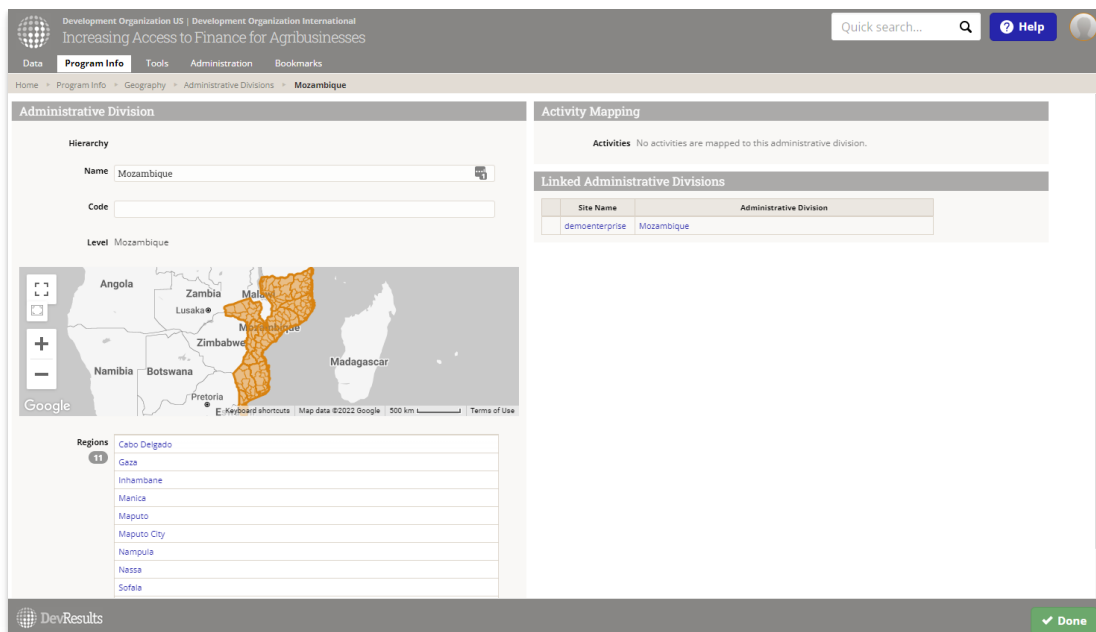 Development Organization US | Development Organization International
Increasing Access to Finance for Agribusinesses
Quick search...
Help
Data Program Info Tools Administration Bookmarks
Home Program Info Geography Administrative Divisions Mozambique
Administrative Division
Hierarchy
Name Mozambique
Code
Level Mozambique
Angola
Zambia
Malawi
Lusaka
Mozambique
Zimbabwe
Madagascar
Namibia Botswana
Pretoria
Google
E Keyboard shortcuts Map data ©2022 Google 500 km Terms of Use
Regions
11
Cabo Delgado
Gaza
Inhambane
Manica
Maputo
Maputo City
Nampula
Nassa
Sofala
Activity Mapping
Activities No activities are mapped to this administrative division.
Linked Administrative Divisions
Site Name Administrative Division
demoenterprise Mozambique
DevResults
Done